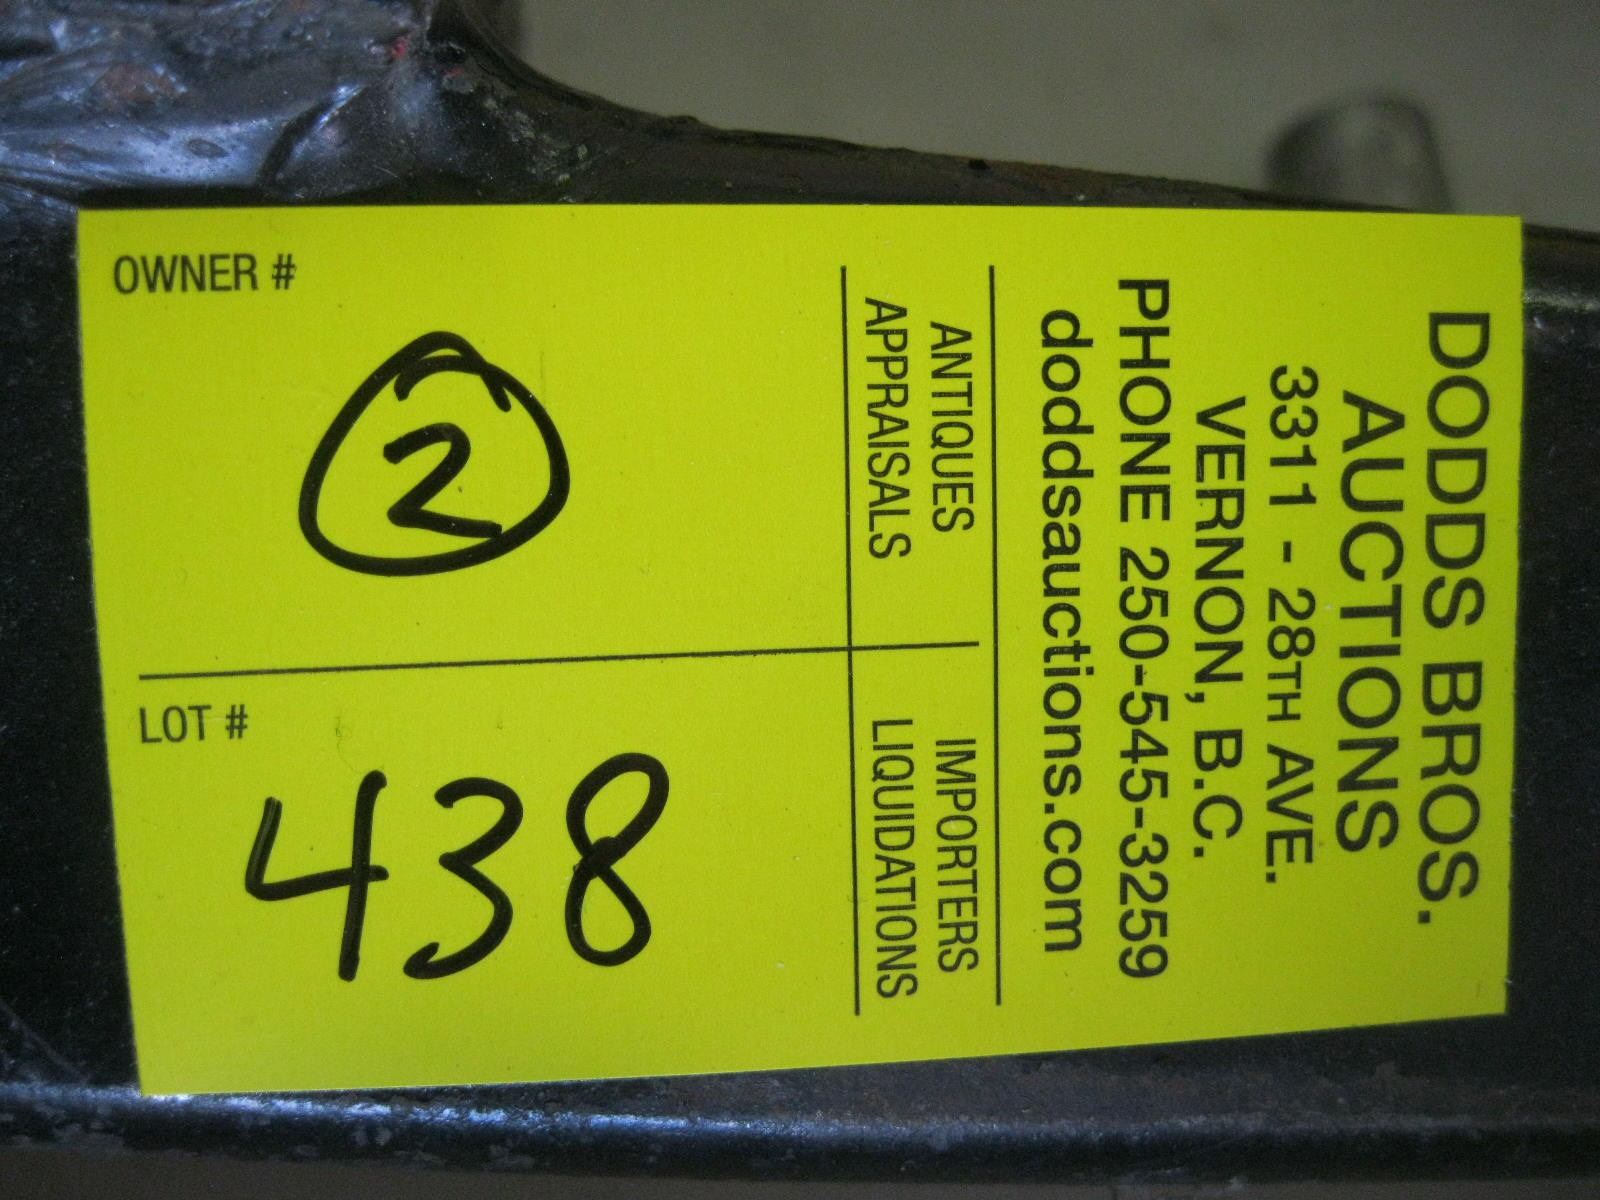 DODDS BROS.
AUCTIONS
3311 - 28TH AVE.
VERNON, B.C.
PHONE 250-545-3259
doddsauctions.com
ANTIQUES
APPRAISALS
IMPORTERS
LIQUIDATIONS
OWNER #
2
LOT #
438